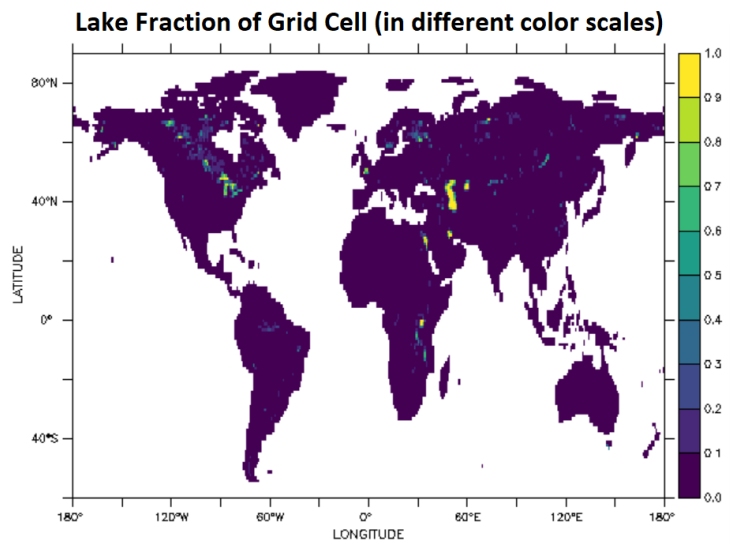 Lake Fraction of Grid Cell (in different color scales)
1.0
0.9
0.8
0.7
0.6
0.5
0.4
0.3
0.2
0.1
0.0
80°N
40°N
0°
40°S
LATITUDE
180° 120°W 60°W 0° 60°E 120°E 180°
LONGITUDE